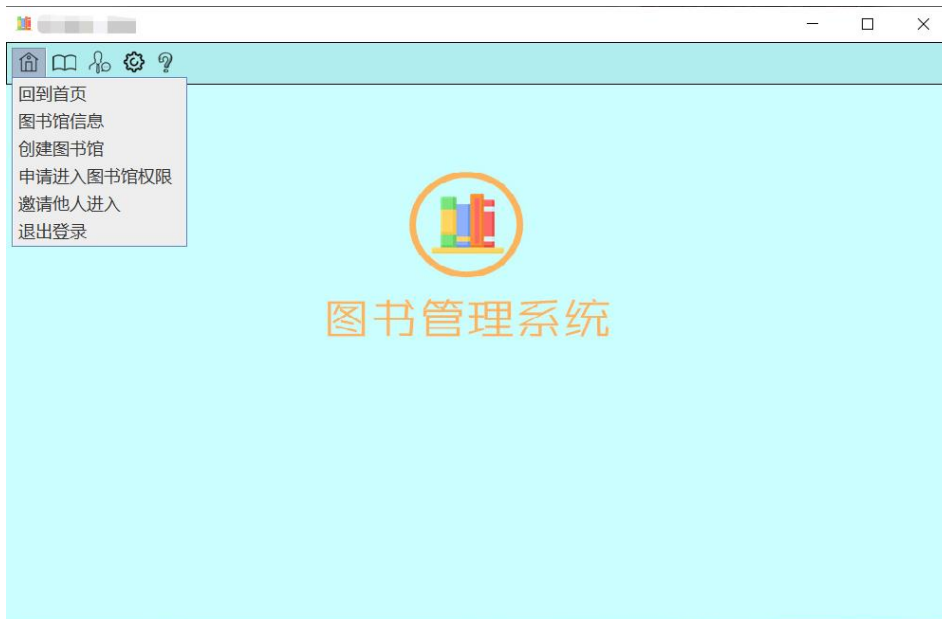 回到首页
图书馆信息
创建图书馆
申请进入图书馆权限
邀请他人进入
退出登录
图书管理系统